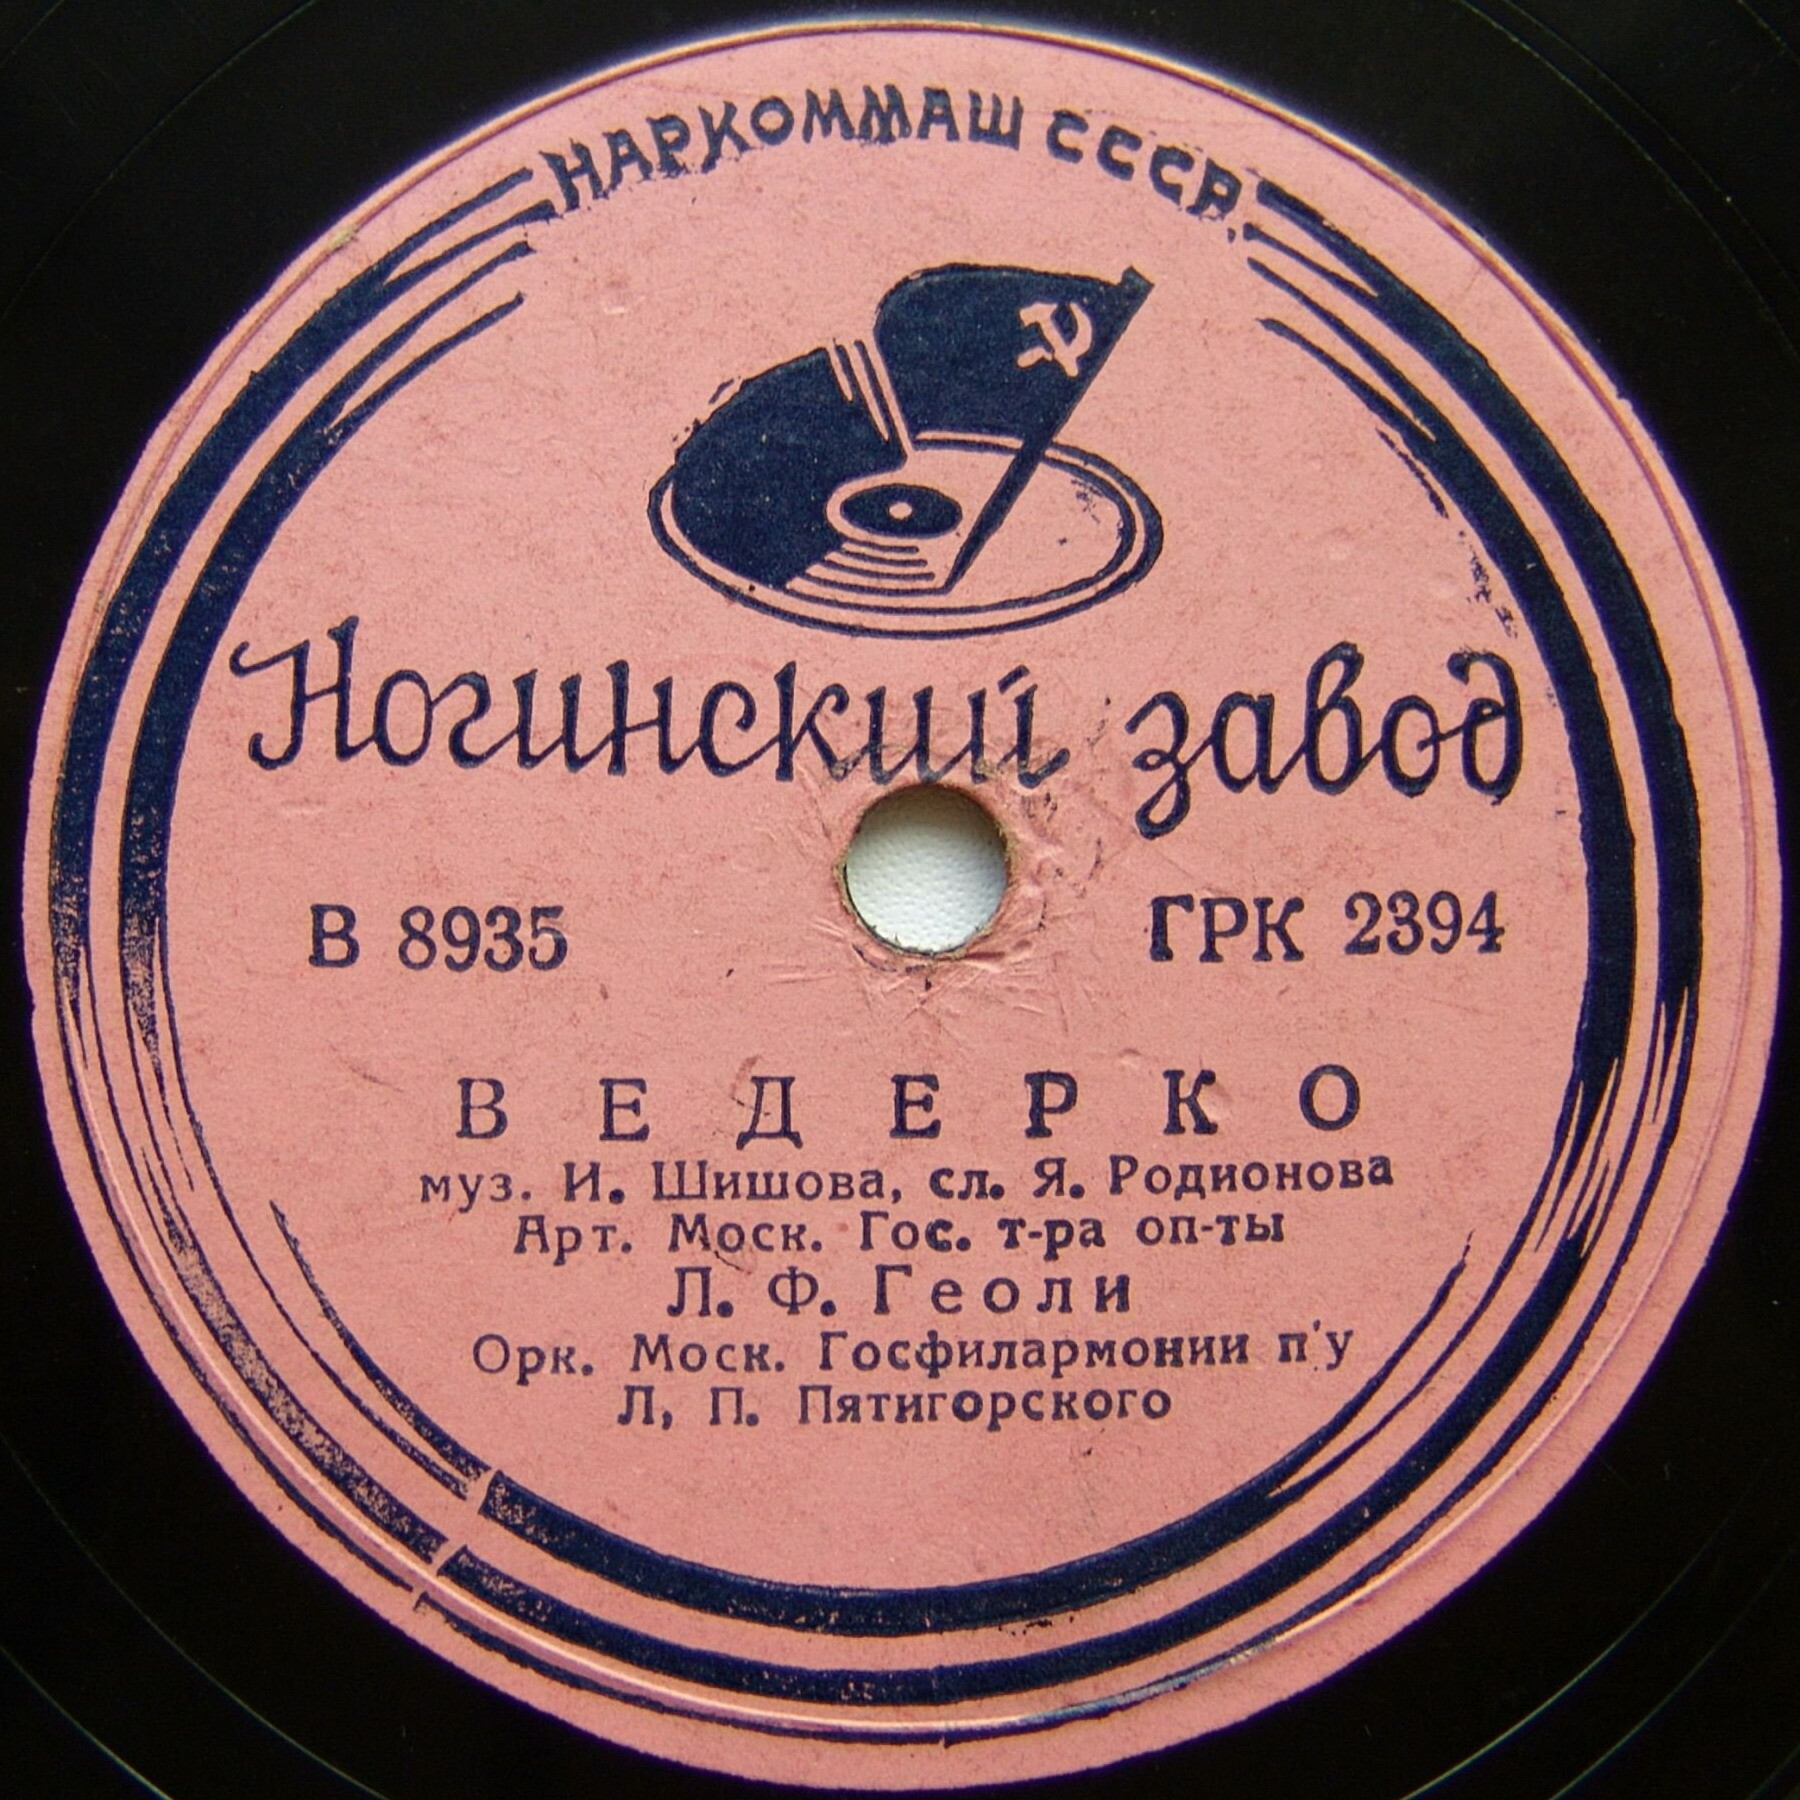 НАРКОММАШ СССР
Ногинский завод
В 8935
ГРК 2394
ВЕДЕРКО
муз. И. Шишова, сл. Я. Родионова
Арт. Моск. Гос. т-ра оп-ты
Л. Ф. Геоли
Орк. Моск. Госфилармонии п'у
Л, П. Пятигорского